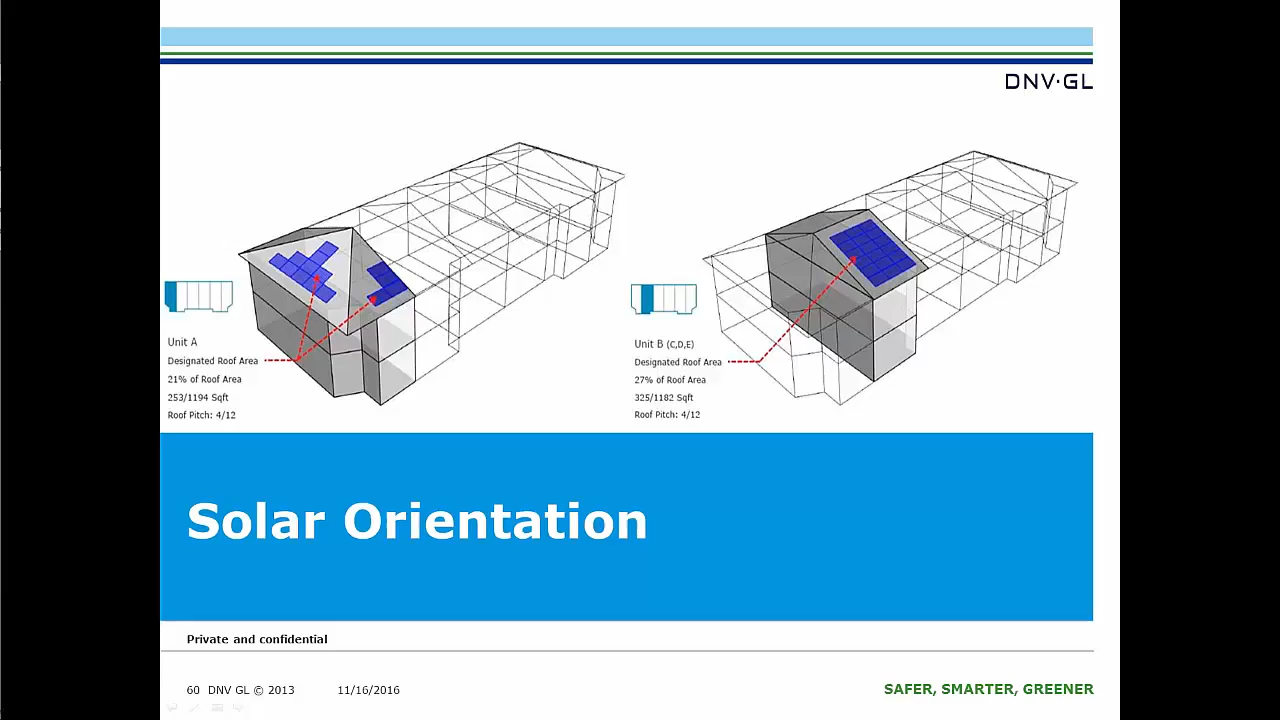 DNV·GL
Unit A
Designated Roof Area
21% of Roof Area
253/1194 Sqft
Roof Pitch: 4/12
Unit B (C,D,E)
Designated Roof Area
27% of Roof Area
325/1182 Sqft
Roof Pitch: 4/12
Solar Orientation
Private and confidential
60 DNV GL © 2013 11/16/2016
SAFER, SMARTER, GREENER